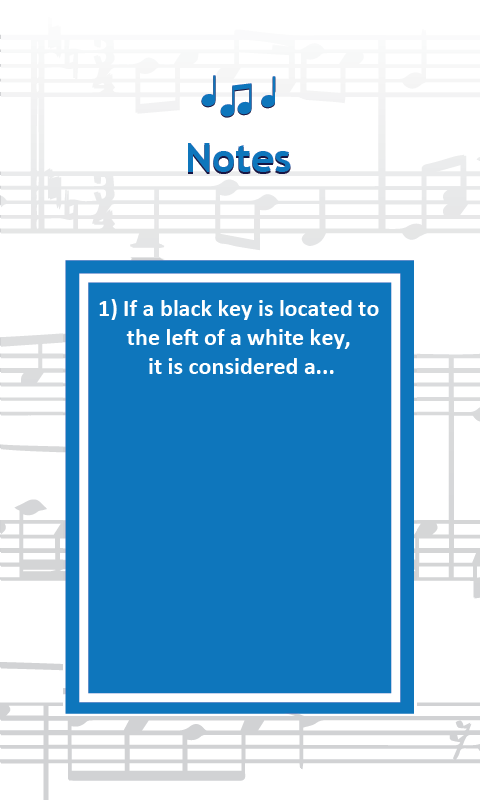 Notes
1) If a black key is located to
the left of a white key,
it is considered a...